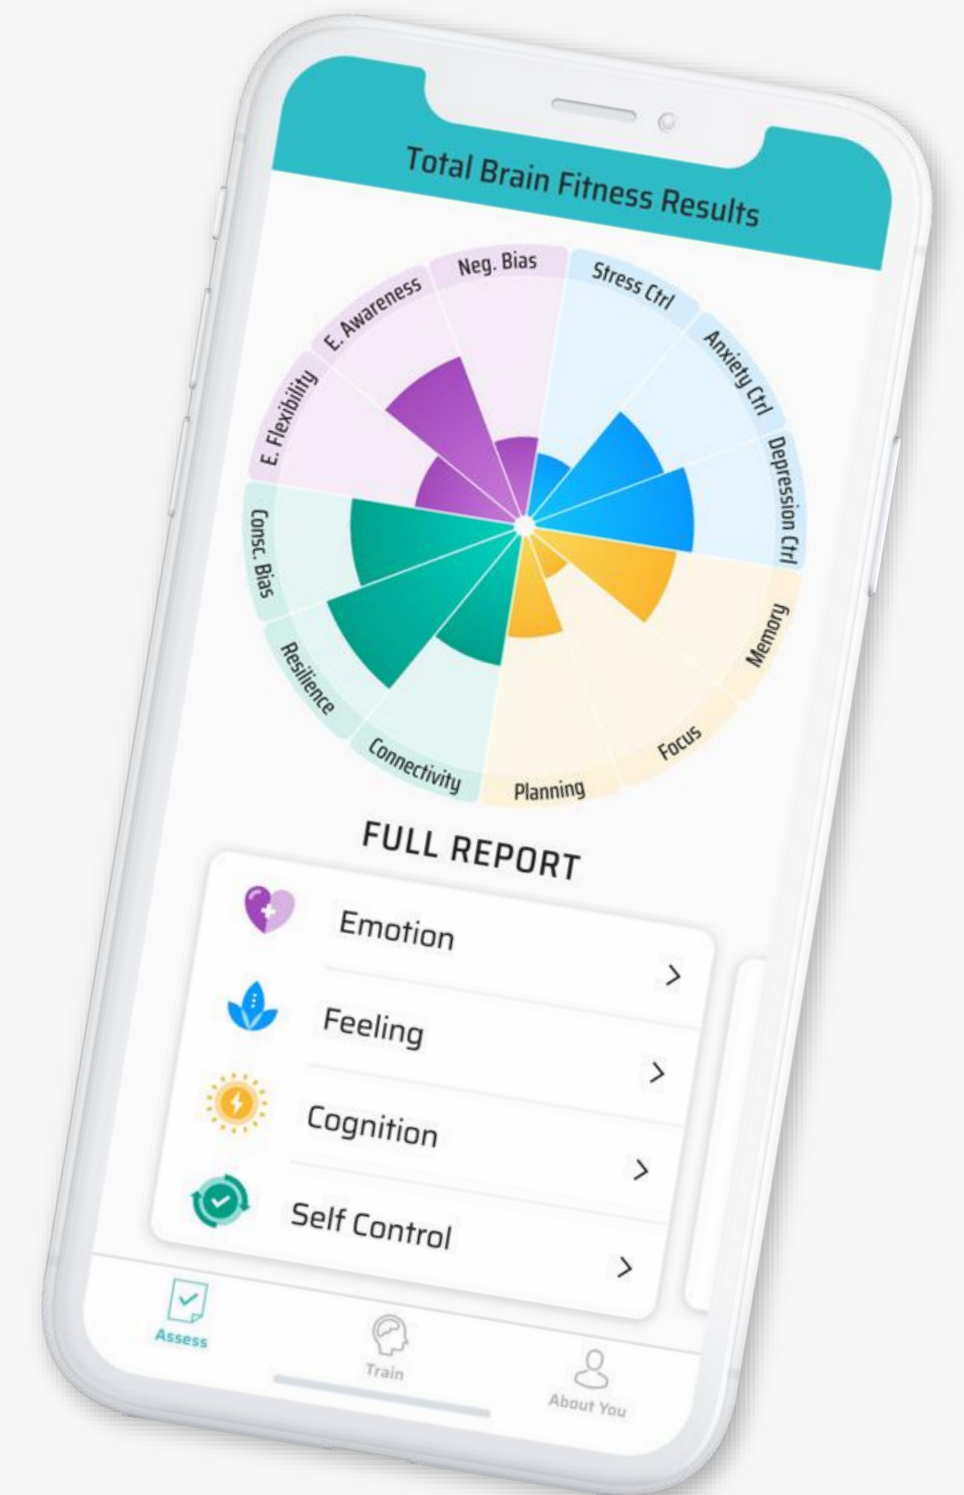 Total Brain Fitness Results
Neg. Bias
Stress Ctrl
E. Awareness
Anxiety Ctrl
E. Flexibility
Depression Ctrl
Consc. Bias
Memory
Resilience
Focus
Connectivity
Planning
FULL REPORT
Emotion
Feeling
Cognition
Self Control
Assess
Train
About You